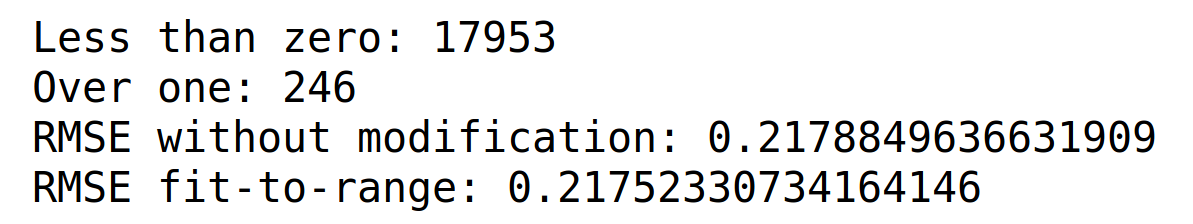 Less than zero: 17953
Over one: 246
RMSE without modification: 0.2178849636631909
RMSE fit-to-range: 0.21752330734164146